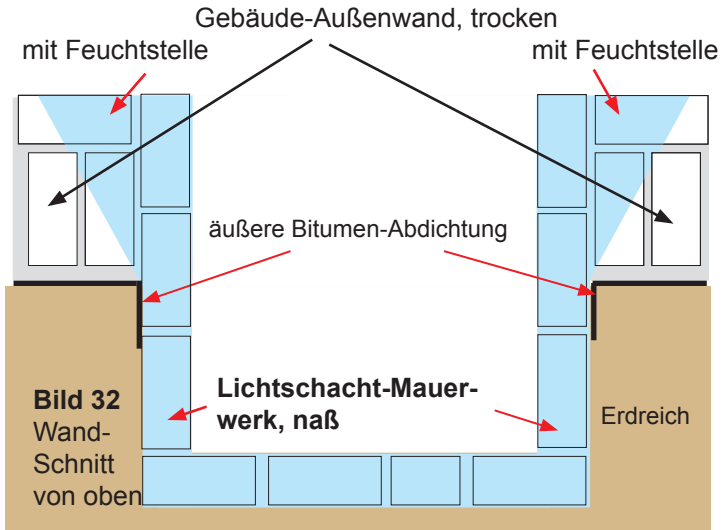 Gebäude-Außenwand, trocken
mit Feuchtstelle
mit Feuchtstelle
äußere Bitumen-Abdichtung
Lichtschacht-Mauer-
werk, naß
Bild 32
Wand-
Schnitt
von oben
Erdreich